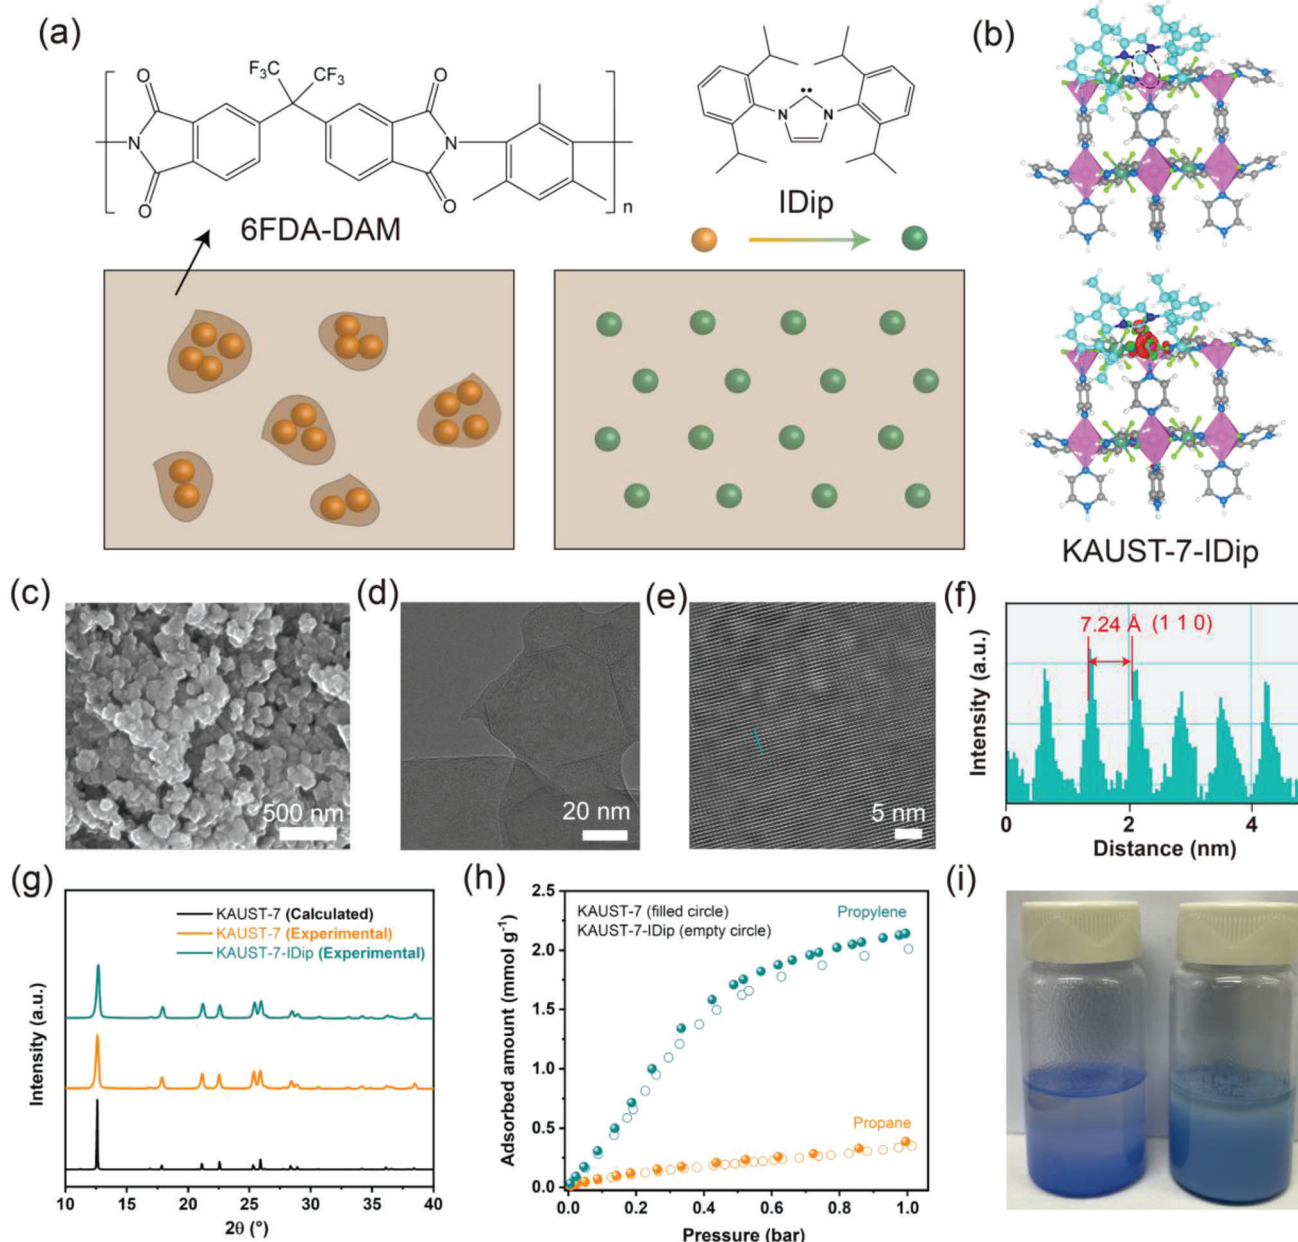 (a)
(b)
F₃C CF₃
O O O O
N N
n
6FDA-DAM
N N
IDip
KAUST-7-IDip
(c)
(d)
(e)
(f)
500 nm
20 nm
5 nm
7.24 Å (1 1 0)
Intensity (a.u.)
0 2 4
Distance (nm)
(g)
KAUST-7 (Calculated)
KAUST-7 (Experimental)
KAUST-7-IDip (Experimental)
Intensity (a.u.)
10 15 20 25 30 35 40
2θ (°)
(h)
KAUST-7 (filled circle)
KAUST-7-IDip (empty circle)
Propylene
Propane
Adsorbed amount (mmol g⁻¹)
2.5
2.0
1.5
1.0
0.5
0.0
0.0 0.2 0.4 0.6 0.8 1.0
Pressure (bar)
(i)